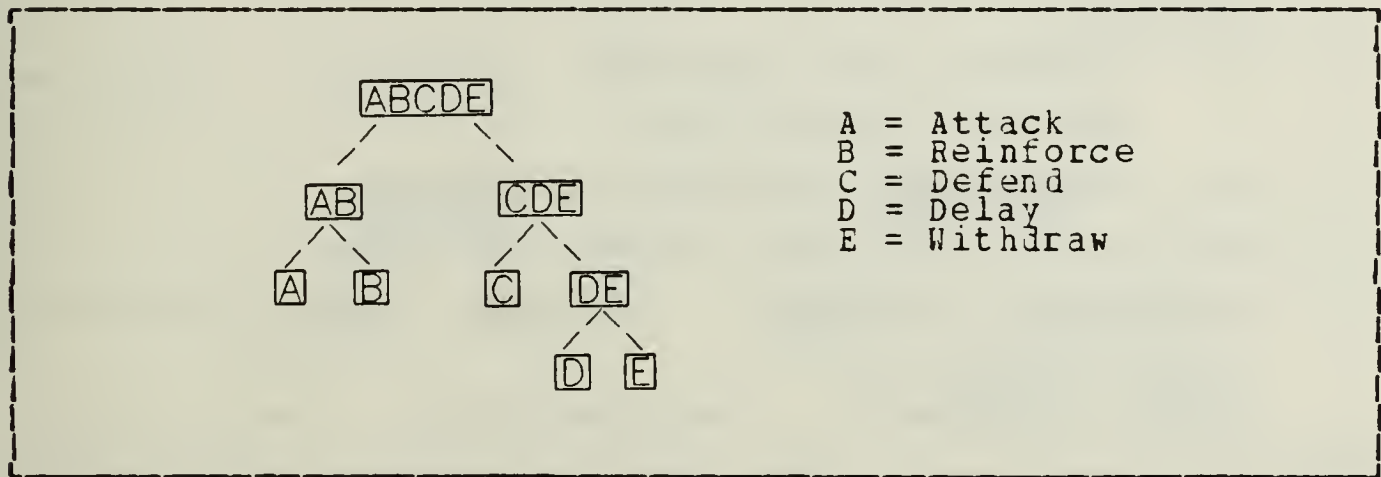 ABCDE
AB CDE
A B C DE
D E
A = Attack
B = Reinforce
C = Defend
D = Delay
E = Withdraw